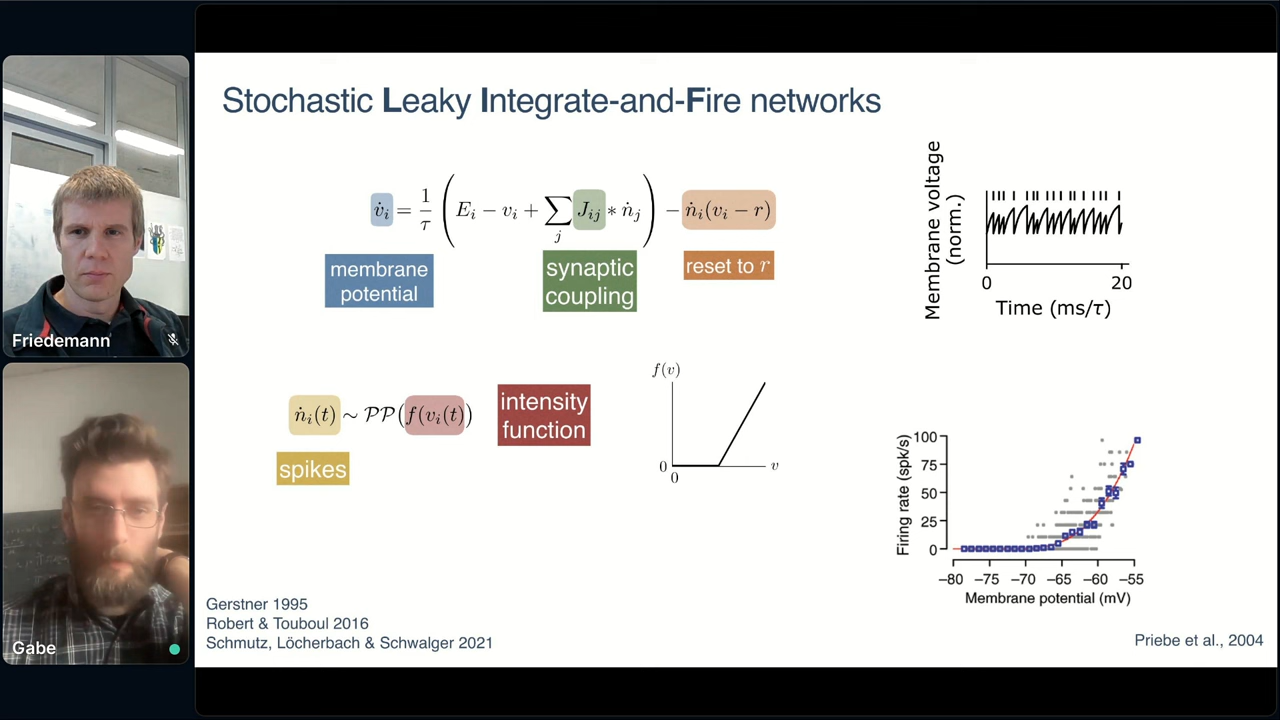 Stochastic Leaky Integrate-and-Fire networks
v̇ᵢ = 1/τ (Eᵢ − vᵢ + ∑ⱼ Jᵢⱼ * ṅⱼ) − ṅᵢ(vᵢ − r)
membrane
potential
synaptic
coupling
reset to r
Membrane voltage
(norm.)
0 20
Time (ms/τ)
Friedemann
ṅᵢ(t) ∼ 𝒫𝒫(f(vᵢ(t))
spikes
intensity
function
f(v)
0
0
v
Firing rate (spk/s)
100
75
50
25
0
−80 −75 −70 −65 −60 −55
Membrane potential (mV)
Gerstner 1995
Robert & Touboul 2016
Schmutz, Löcherbach & Schwalger 2021
Priebe et al., 2004
Gabe